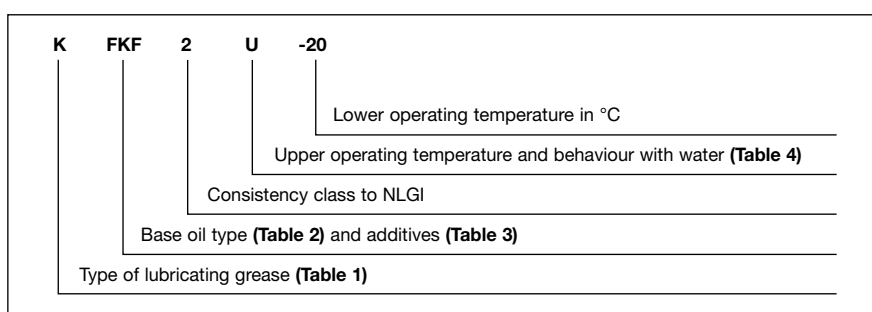 K FKF 2 U -20
Lower operating temperature in °C
Upper operating temperature and behaviour with water (Table 4)
Consistency class to NLGI
Base oil type (Table 2) and additives (Table 3)
Type of lubricating grease (Table 1)